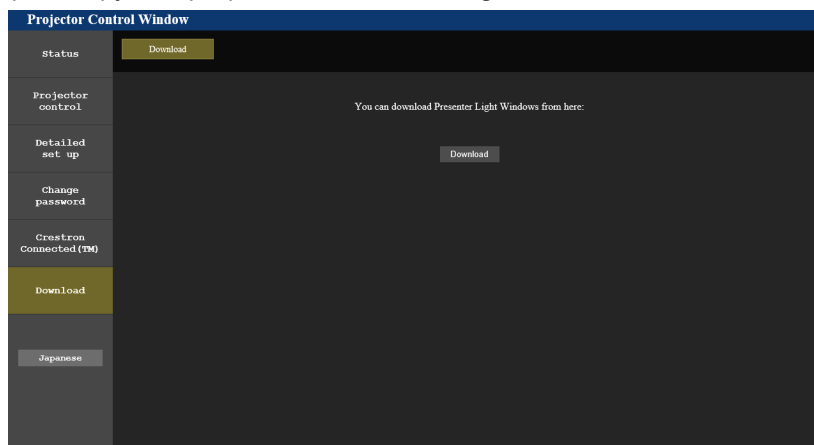 Projector Control Window
Status
Download
Projector
control
You can download Presenter Light Windows from here:
Detailed
set up
Download
Change
password
Crestron
Connected(TM)
Download
Japanese